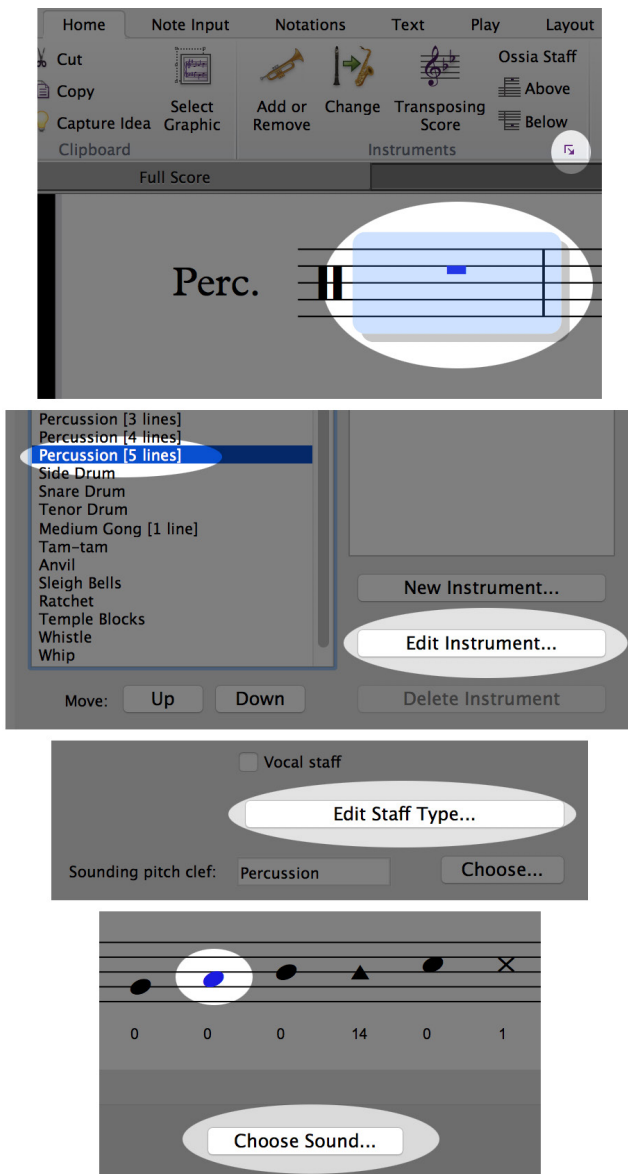 Home Note Input Notations Text Play Layout
Cut
Copy
Capture Idea
Select
Graphic
Clipboard
Add or
Remove
Change
Transposing
Score
Ossia Staff
Above
Below
Instruments
Full Score
Perc.
Percussion [3 lines]
Percussion [4 lines]
Percussion [5 lines]
Side Drum
Snare Drum
Tenor Drum
Medium Gong [1 line]
Tam-tam
Anvil
Sleigh Bells
Ratchet
Temple Blocks
Whistle
Whip
New Instrument...
Edit Instrument...
Move: Up Down
Delete Instrument
Vocal staff
Edit Staff Type...
Sounding pitch clef: Percussion Choose...
0 0 0 14 0 1
Choose Sound...